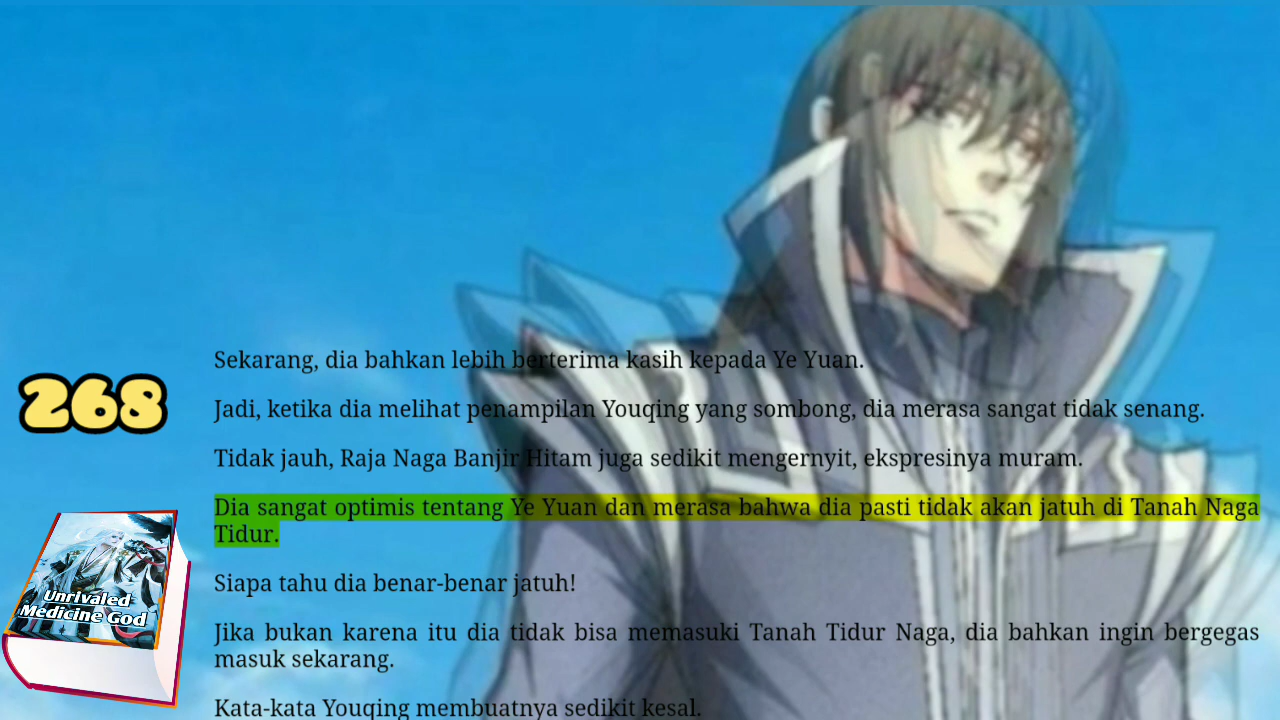 Sekarang, dia bahkan lebih berterima kasih kepada Ye Yuan.
Jadi, ketika dia melihat penampilan Youqing yang sombong, dia merasa sangat tidak senang.
268
Tidak jauh, Raja Naga Banjir Hitam juga sedikit mengernyit, ekspresinya muram.
Dia sangat optimis tentang Ye Yuan dan merasa bahwa dia pasti tidak akan jatuh di Tanah Naga
Tidur.
Siapa tahu dia benar-benar jatuh!
Unrivaled
Medicine God
Jika bukan karena itu dia tidak bisa memasuki Tanah Tidur Naga, dia bahkan ingin bergegas
masuk sekarang.
Kata-kata Youqing membuatnya sedikit kesal.